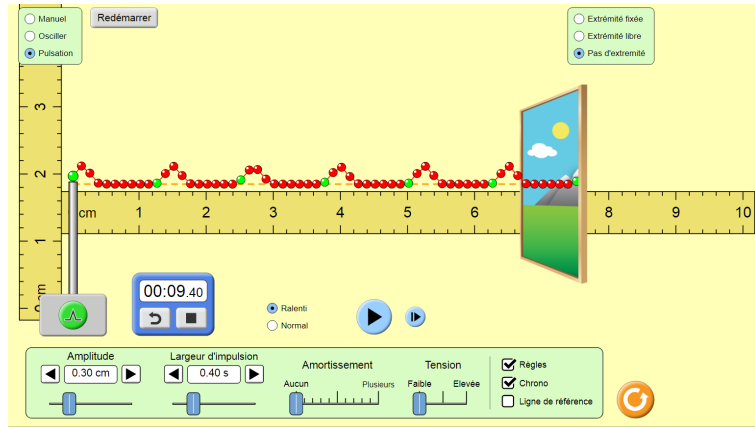 Manuel
Osciller
Pulsation
Redémarrer
Extrémité fixée
Extrémité libre
Pas d'extremité
3
2
1
0 cm
cm 1 2 3 4 5 6 8 9 10
00:09.40
Ralenti
Normal
Amplitude
0.30 cm
Largeur d'impulsion
0.40 s
Amortissement
Aucun Plusieurs
Tension
Faible Elevée
Règles
Chrono
Ligne de référence